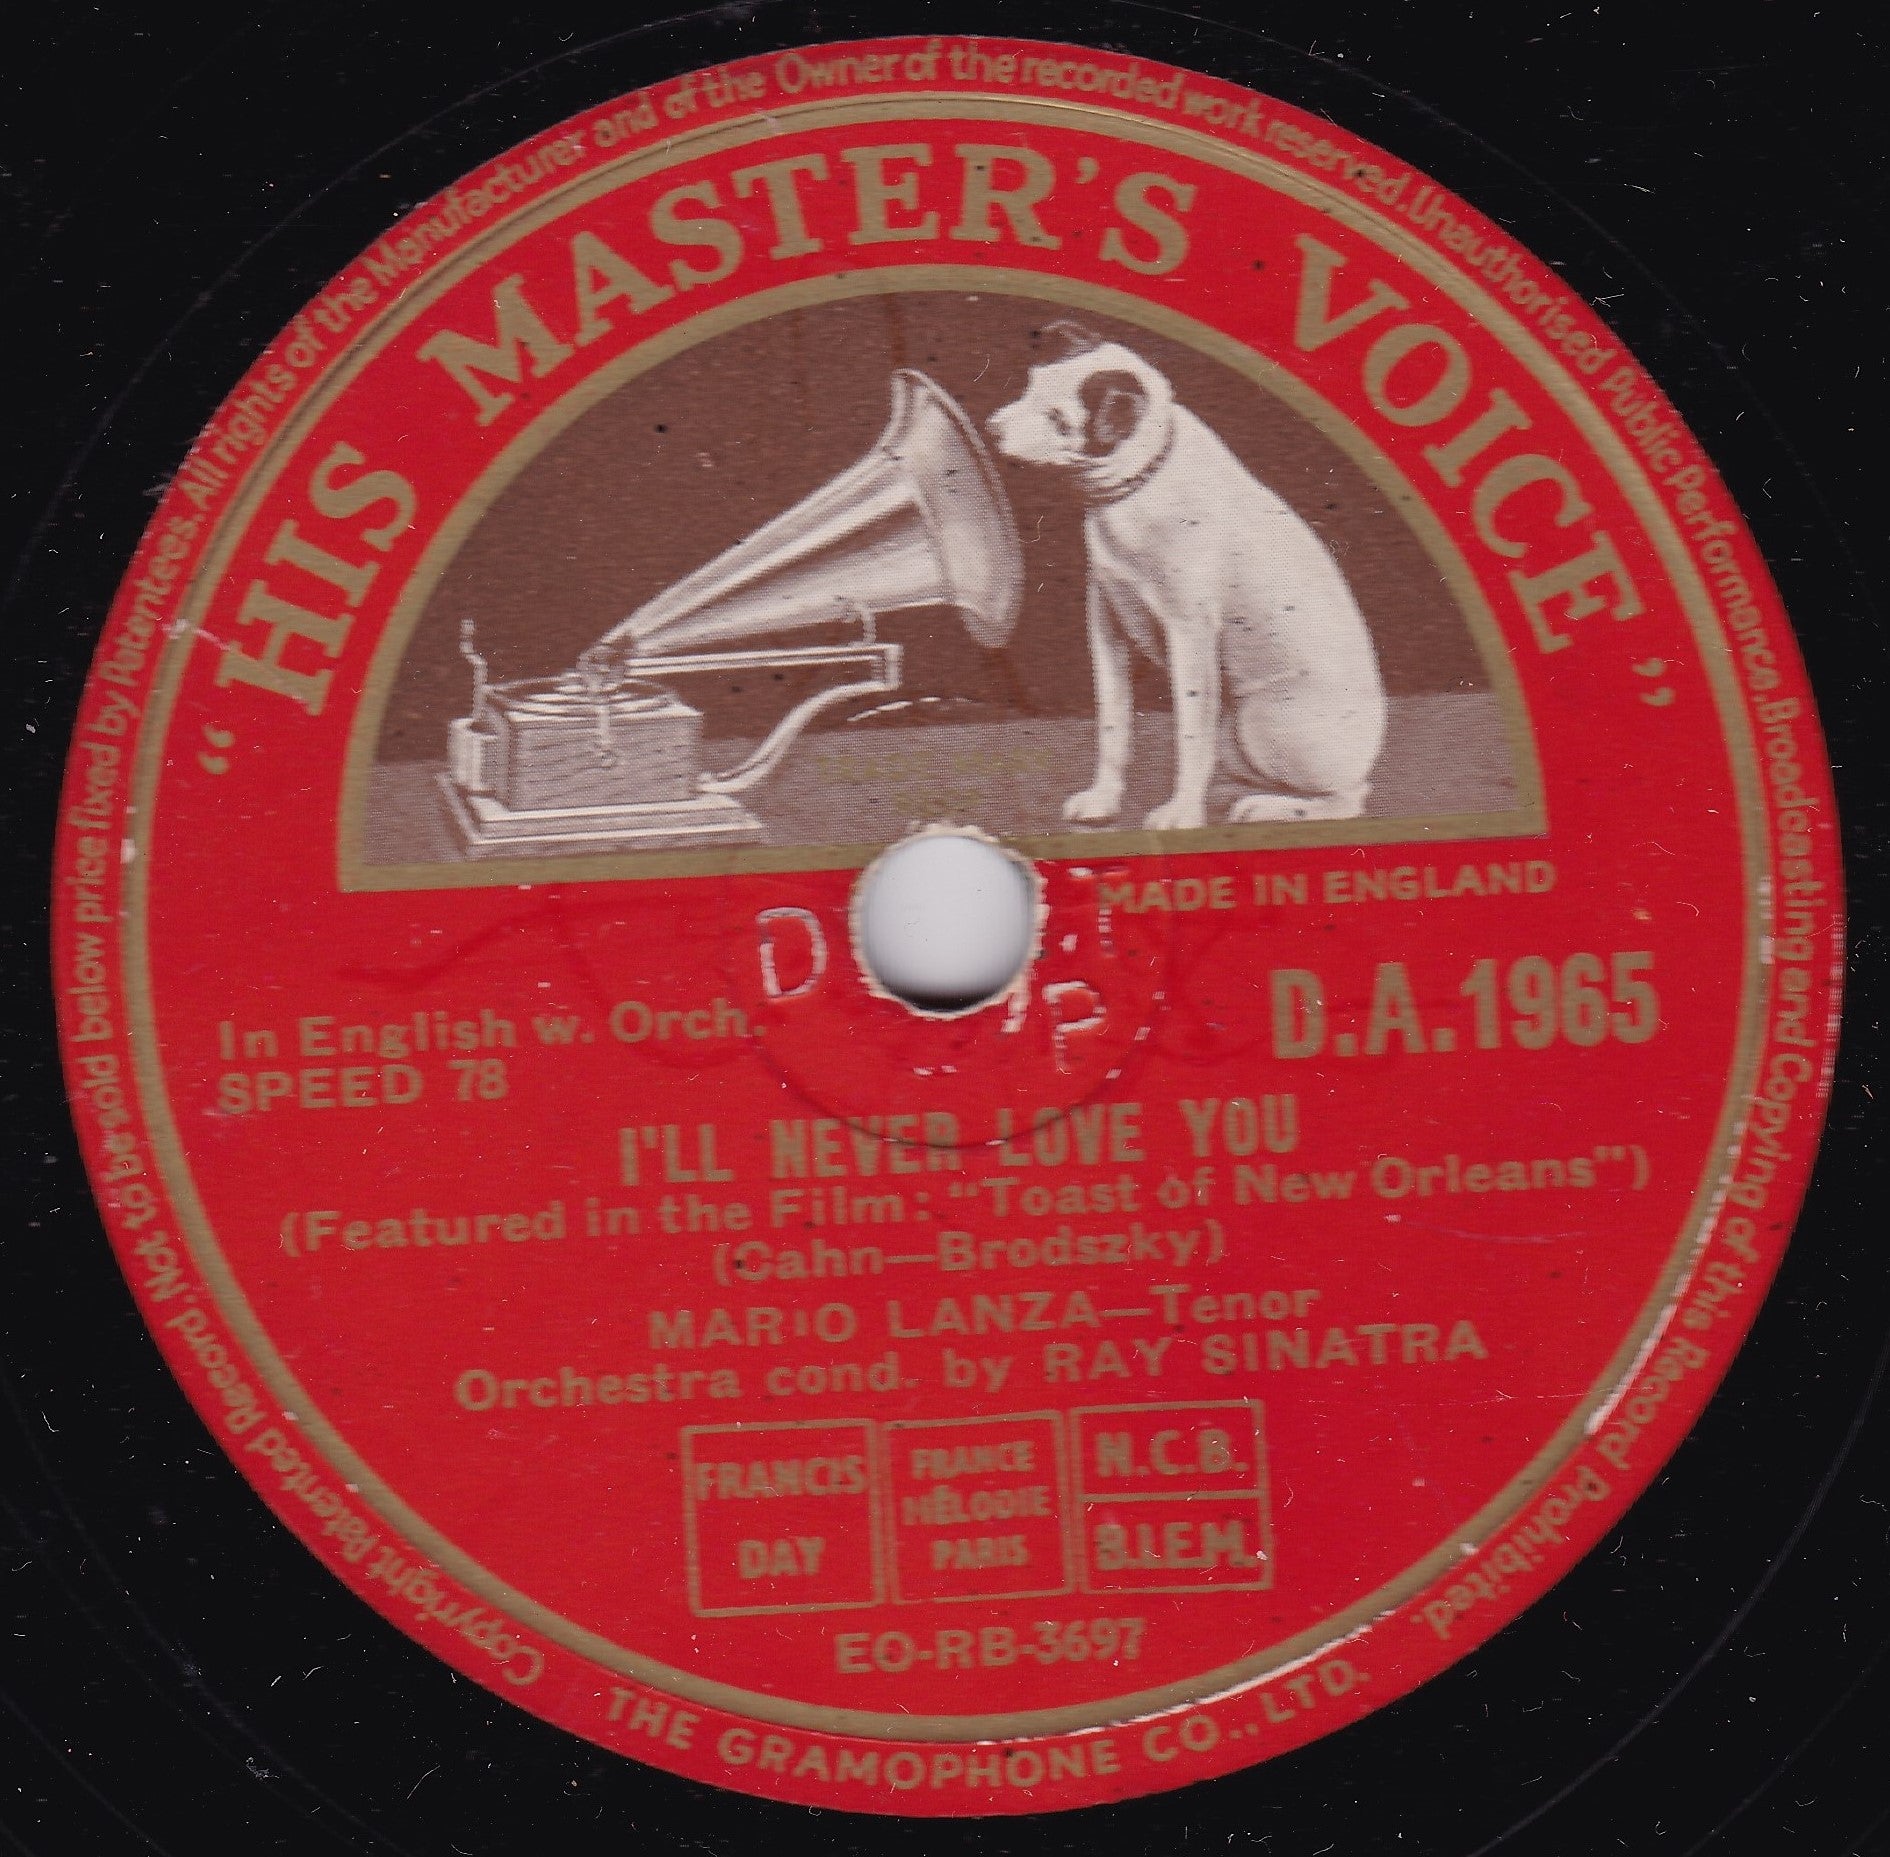 Copyright Patented Record. Not to be sold below price fixed by Patentees. All rights of the Manufacturer and of the Owner of the recorded work reserved. Unauthorised Public Performance, Broadcasting and Copying of this Record prohibited.
"HIS MASTER'S VOICE"
MADE IN ENGLAND
D.A.1965
In English w. Orch.
SPEED 78
I'LL NEVER LOVE YOU
(Featured in the Film: "Toast of New Orleans")
(Cahn—Brodszky)
MARIO LANZA—Tenor
Orchestra cond. by RAY SINATRA
FRANCIS
DAY
FRANCE
MÉLODIE
PARIS
N.C.B.
B.I.E.M.
EO-RB-3697
THE GRAMOPHONE CO., LTD.